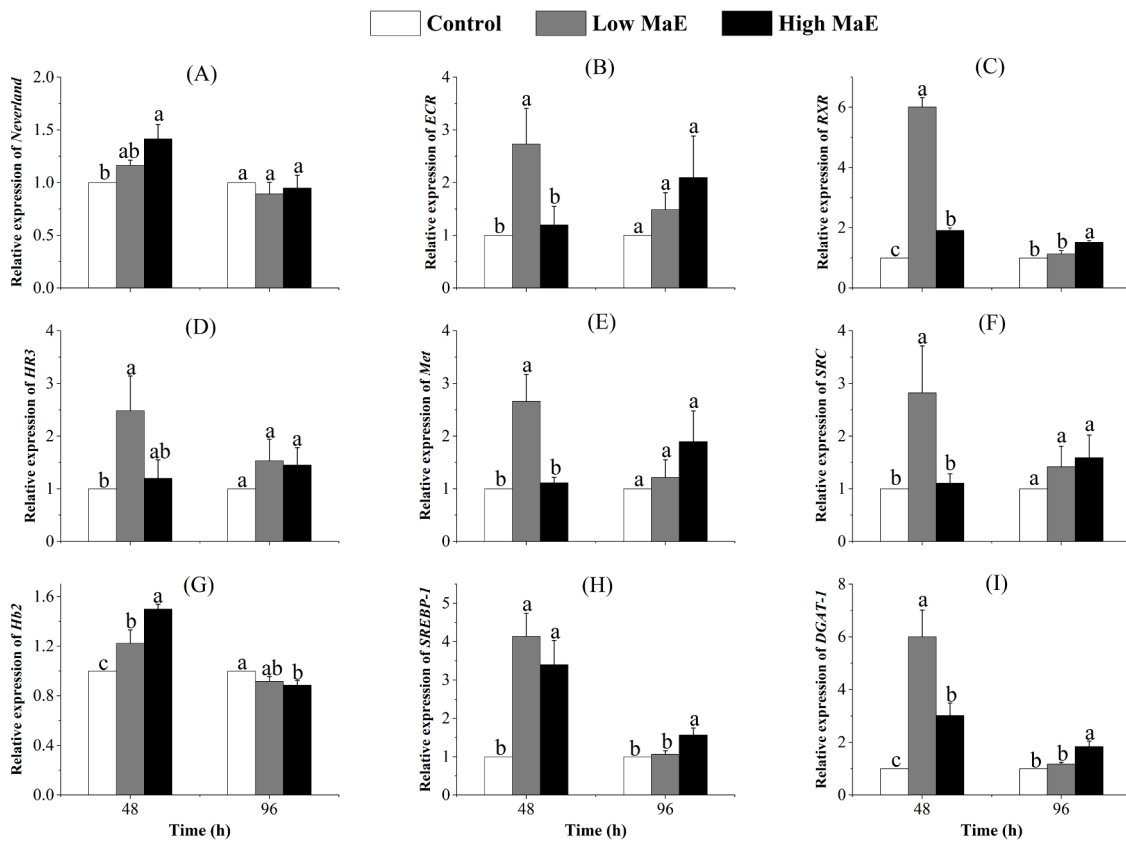 Control Low MaE High MaE
(A)
Relative expression of Neverland
2.0
1.5
1.0
0.5
0.0
b ab a
a a a
(B)
Relative expression of ECR
4
3
2
1
0
b a b
a a a
(C)
Relative expression of RXR
6
4
2
0
c a b
b b a
(D)
Relative expression of HR3
4
3
2
1
0
b a ab
a a a
(E)
Relative expression of Met
4
3
2
1
0
b a b
a a a
(F)
Relative expression of SRC
4
3
2
1
0
b a b
a a a
(G)
Relative expression of Hb2
1.6
1.2
0.8
0.4
0.0
c b a
a ab b
48 96
Time (h)
(H)
Relative expression of SREBP-1
5
4
3
2
1
0
b a a
b b a
48 96
Time (h)
(I)
Relative expression of DGAT-1
8
6
4
2
0
c a b
b b a
48 96
Time (h)